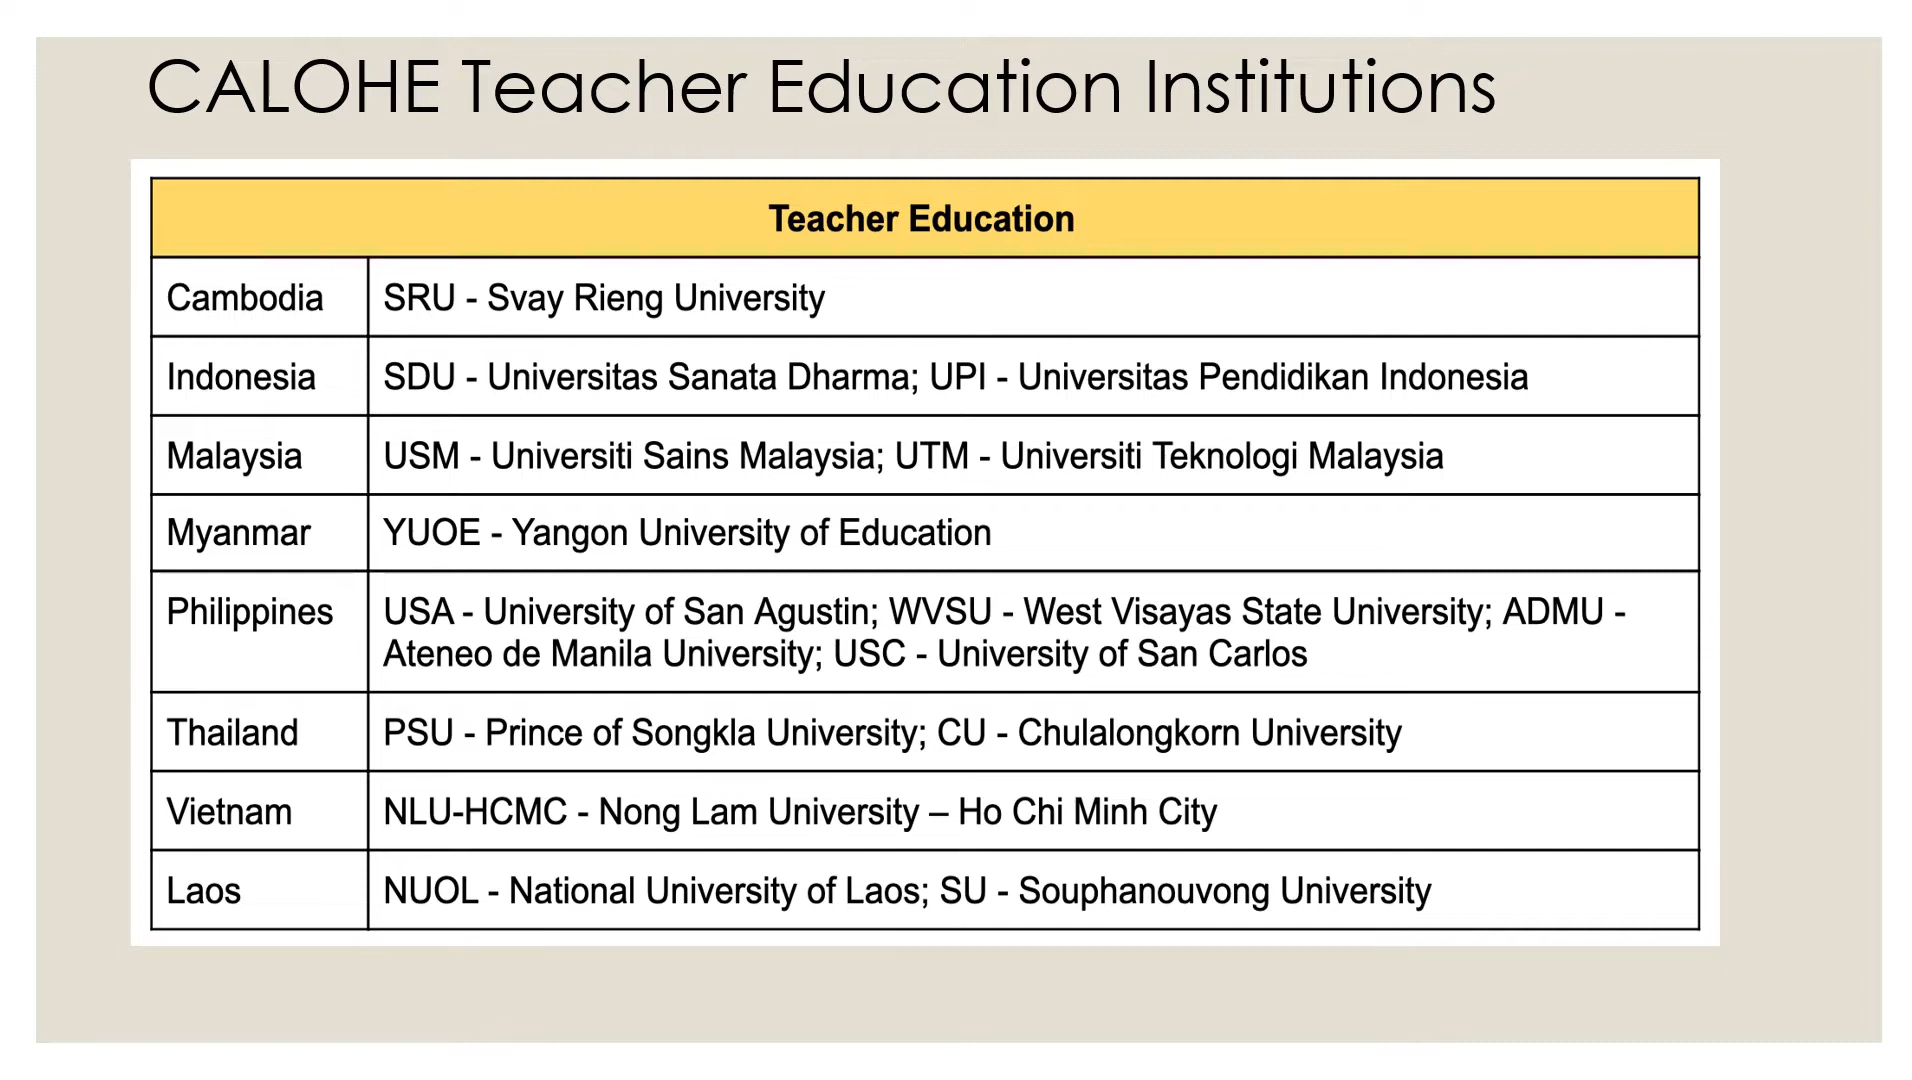 CALOHE Teacher Education Institutions
Teacher Education
Cambodia
SRU - Svay Rieng University
Indonesia
SDU - Universitas Sanata Dharma; UPI - Universitas Pendidikan Indonesia
Malaysia
USM - Universiti Sains Malaysia; UTM - Universiti Teknologi Malaysia
Myanmar
YUOE - Yangon University of Education
Philippines
USA - University of San Agustin; WVSU - West Visayas State University; ADMU -
Ateneo de Manila University; USC - University of San Carlos
Thailand
PSU - Prince of Songkla University; CU - Chulalongkorn University
Vietnam
NLU-HCMC - Nong Lam University – Ho Chi Minh City
Laos
NUOL - National University of Laos; SU - Souphanouvong University